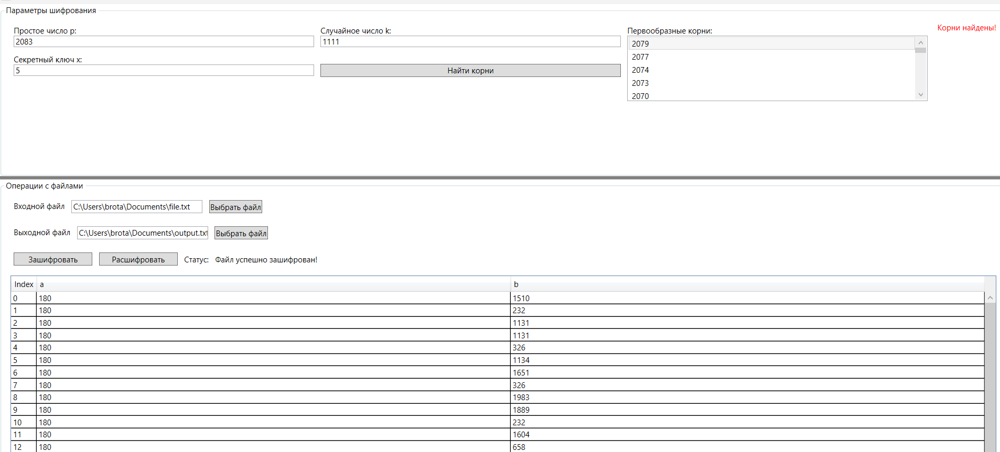 Параметры шифрования
Простое число p:
2083
Случайное число k:
1111
Первообразные корни:
Корни найдены!
2079
2077
2074
2073
2070
Секретный ключ x:
5
Найти корни
Операции с файлами
Входной файл C:\Users\brota\Documents\file.txt Выбрать файл
Выходной файл C:\Users\brota\Documents\output.txt Выбрать файл
Зашифровать Расшифровать Статус: Файл успешно зашифрован!
Index a b
0 180 1510
1 180 232
2 180 1131
3 180 1131
4 180 326
5 180 1134
6 180 1651
7 180 326
8 180 1983
9 180 1889
10 180 232
11 180 1604
12 180 658